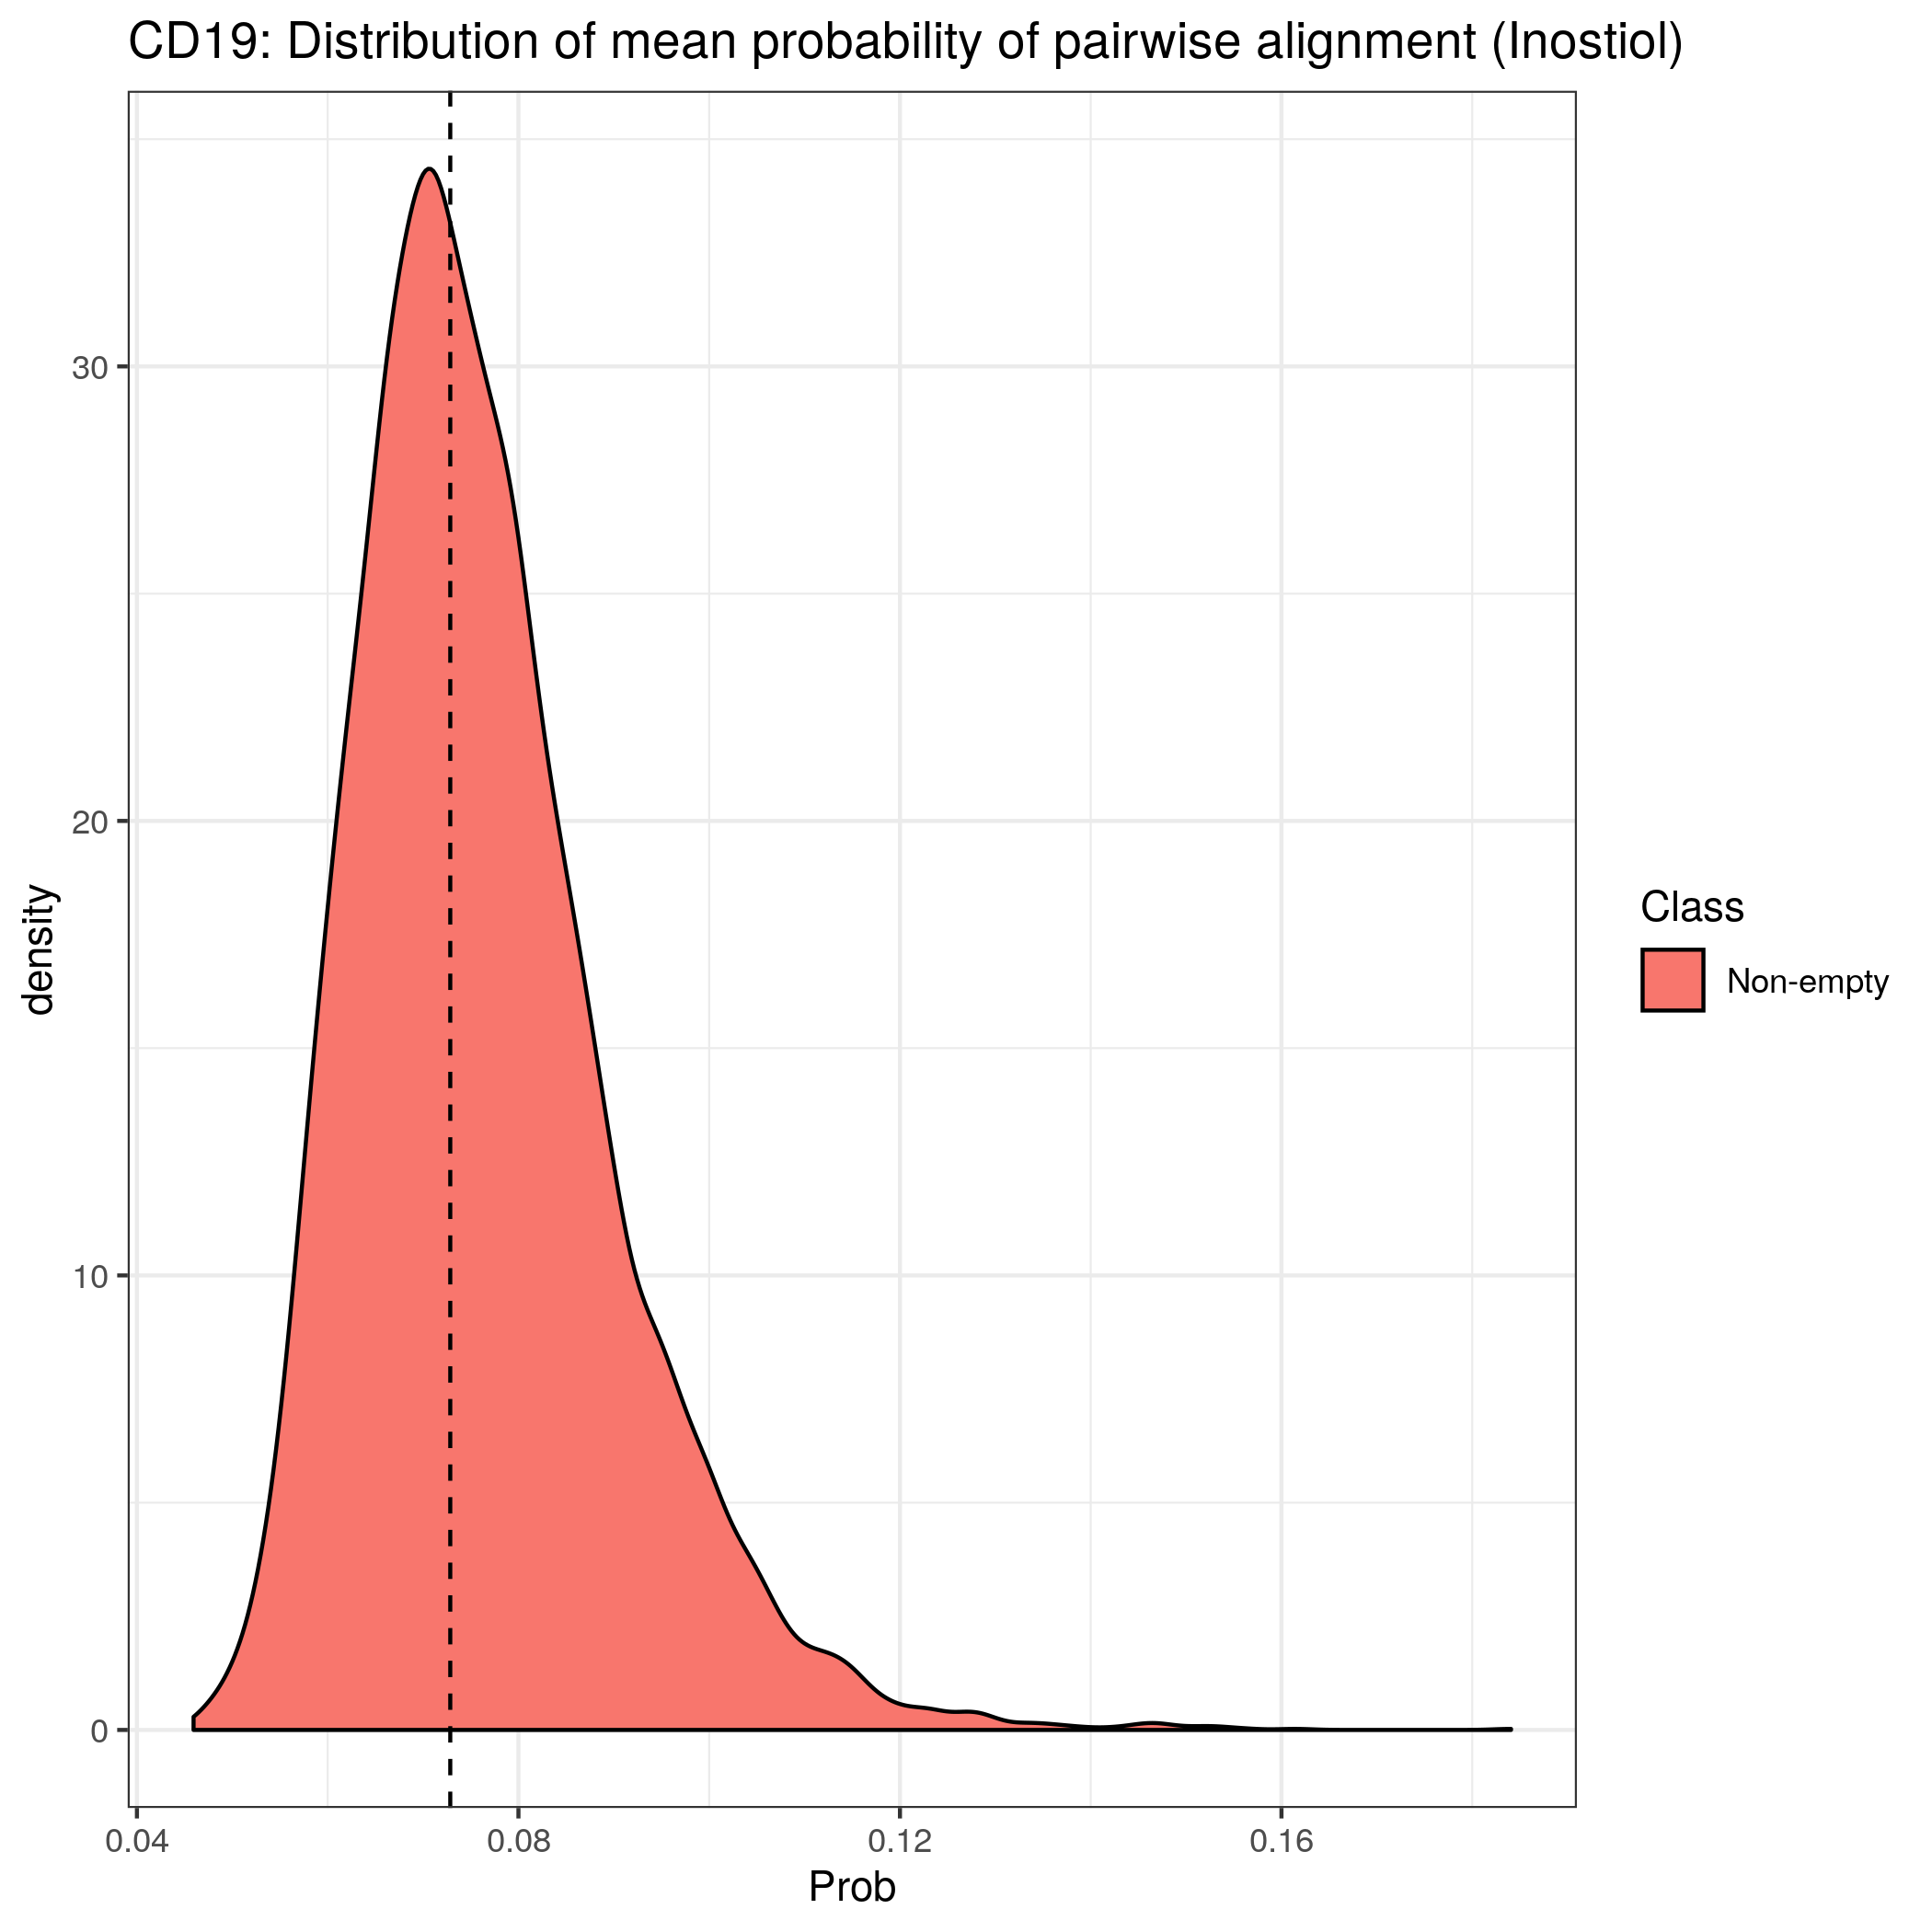 CD19: Distribution of mean probability of pairwise alignment (Inostiol)
30
20
10
0
density
0.04
0.08
0.12
0.16
Prob
Class
Non-empty